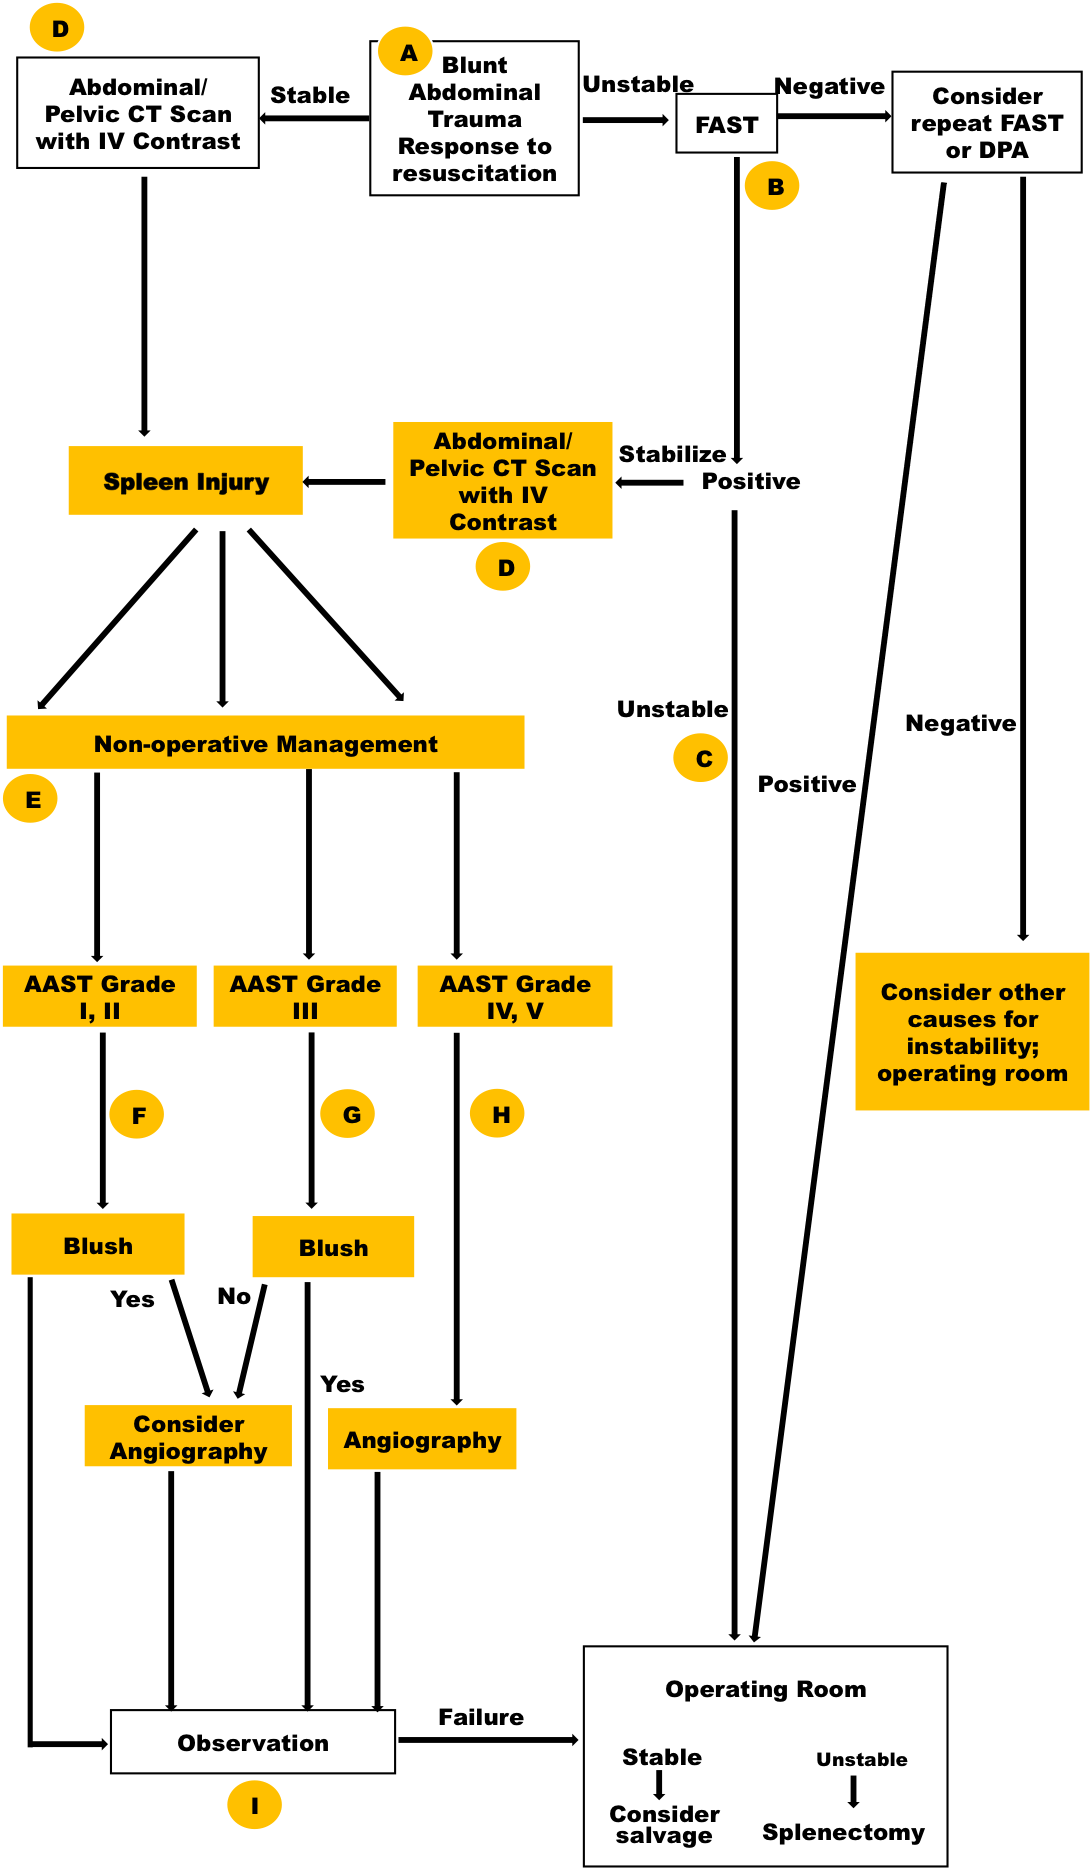 D
Abdominal/
Pelvic CT Scan
with IV Contrast
Stable
A
Blunt
Abdominal
Trauma
Response to
resuscitation
Unstable
FAST
B
Negative
Consider
repeat FAST
or DPA
Spleen Injury
Abdominal/
Pelvic CT Scan
with IV
Contrast
D
Stabilize
Positive
Unstable
C
Positive
Negative
Non-operative Management
E
AAST Grade
I, II
AAST Grade
III
AAST Grade
IV, V
Consider other
causes for
instability;
operating room
F
G
H
Blush
Blush
Yes
No
Yes
Consider
Angiography
Angiography
Observation
I
Failure
Operating Room
Stable
Consider
salvage
Unstable
Splenectomy